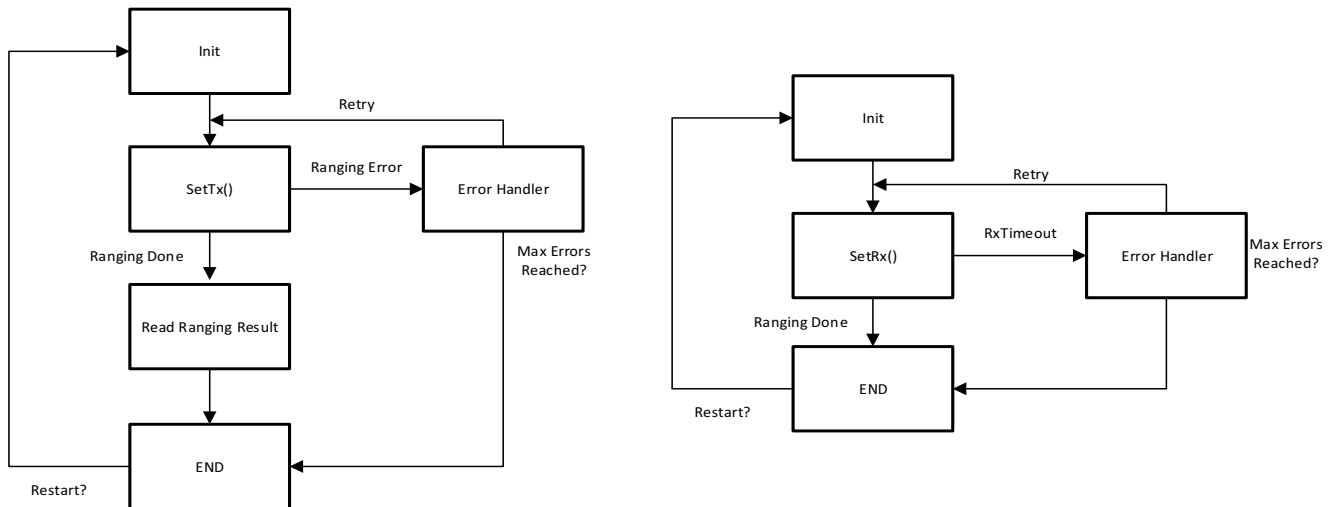 Init
Retry
SetTx()
Ranging Error
Error Handler
Ranging Done
Max Errors
Reached?
Read Ranging Result
END
Restart?
Init
Retry
SetRx()
RxTimeout
Error Handler
Max Errors
Reached?
Ranging Done
END
Restart?